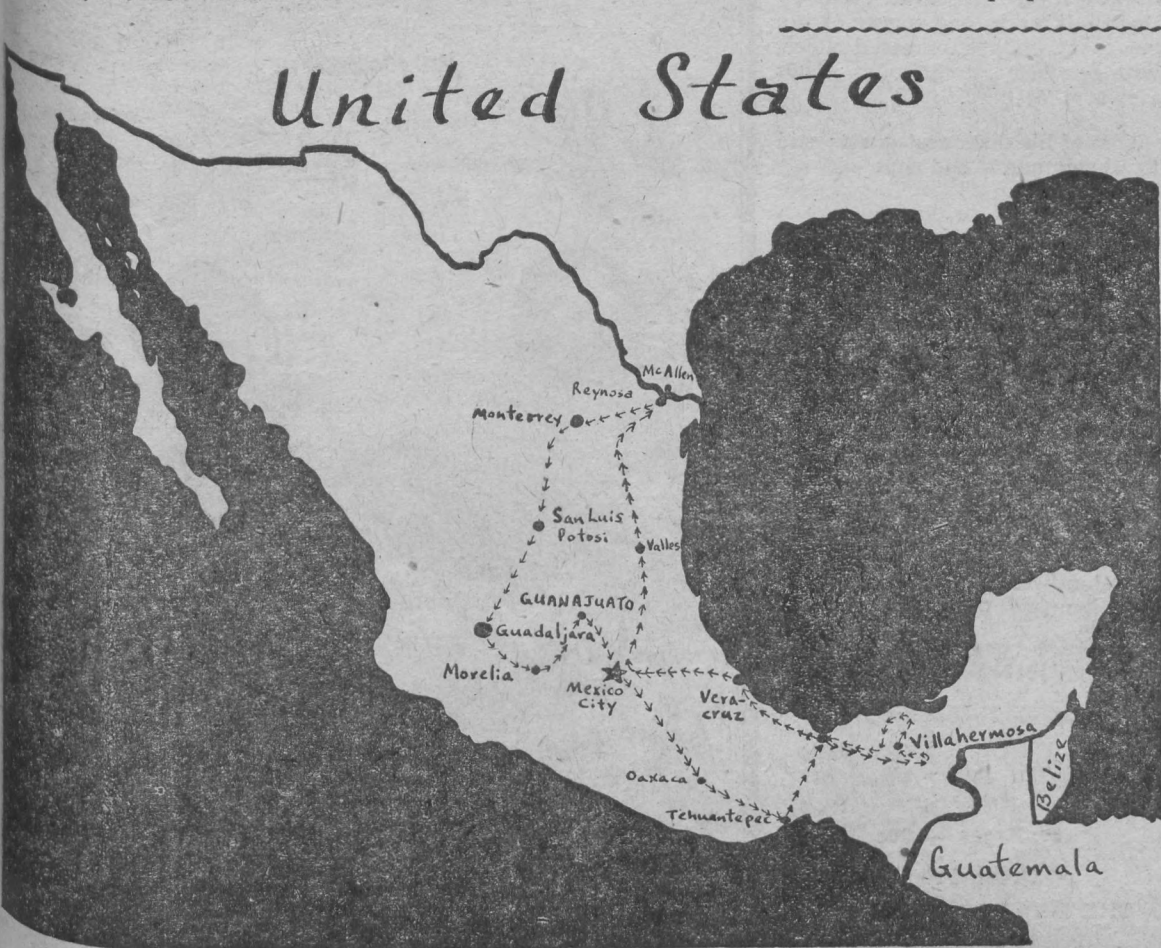 United States
McAllen
Reynosa
Monterrey
San Luis
Potosi
Valles
GUANAJUATO
Guadaljara
Morelia
Mexico
City
Vera-
cruz
Villahermosa
Oaxaca
Tehuantepec
Belize
Guatemala